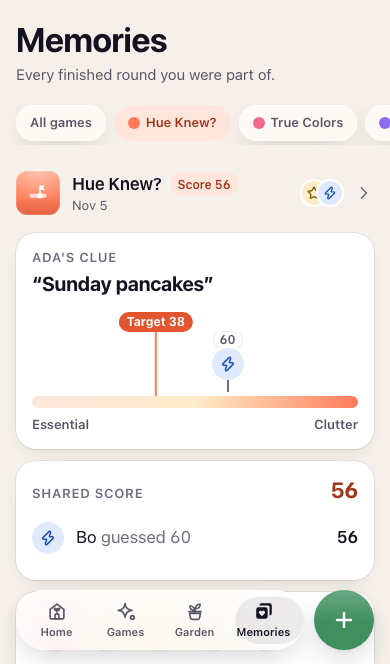 Memories
Every finished round you were part of.
All games
Hue Knew?
True Colors
Hue Knew? Score 56
Nov 5
ADA'S CLUE
“Sunday pancakes”
Target 38
60
Essential Clutter
SHARED SCORE 56
Bo guessed 60 56
Home Games Garden Memories